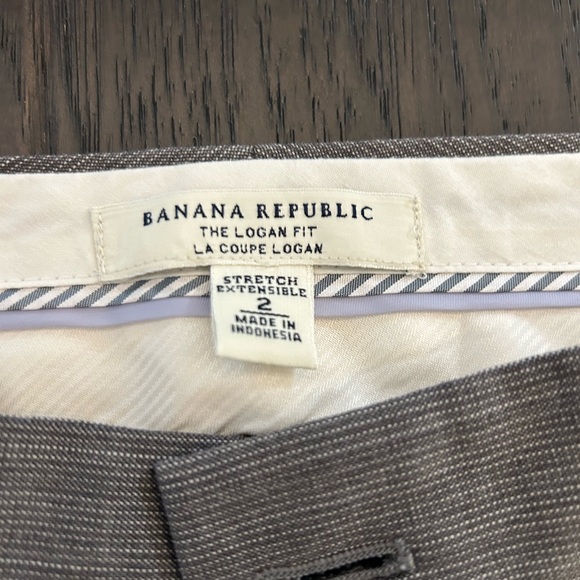 BANANA REPUBLIC
THE LOGAN FIT
LA COUPE LOGAN
STRETCH
EXTENSIBLE
2
MADE IN
INDONESIA